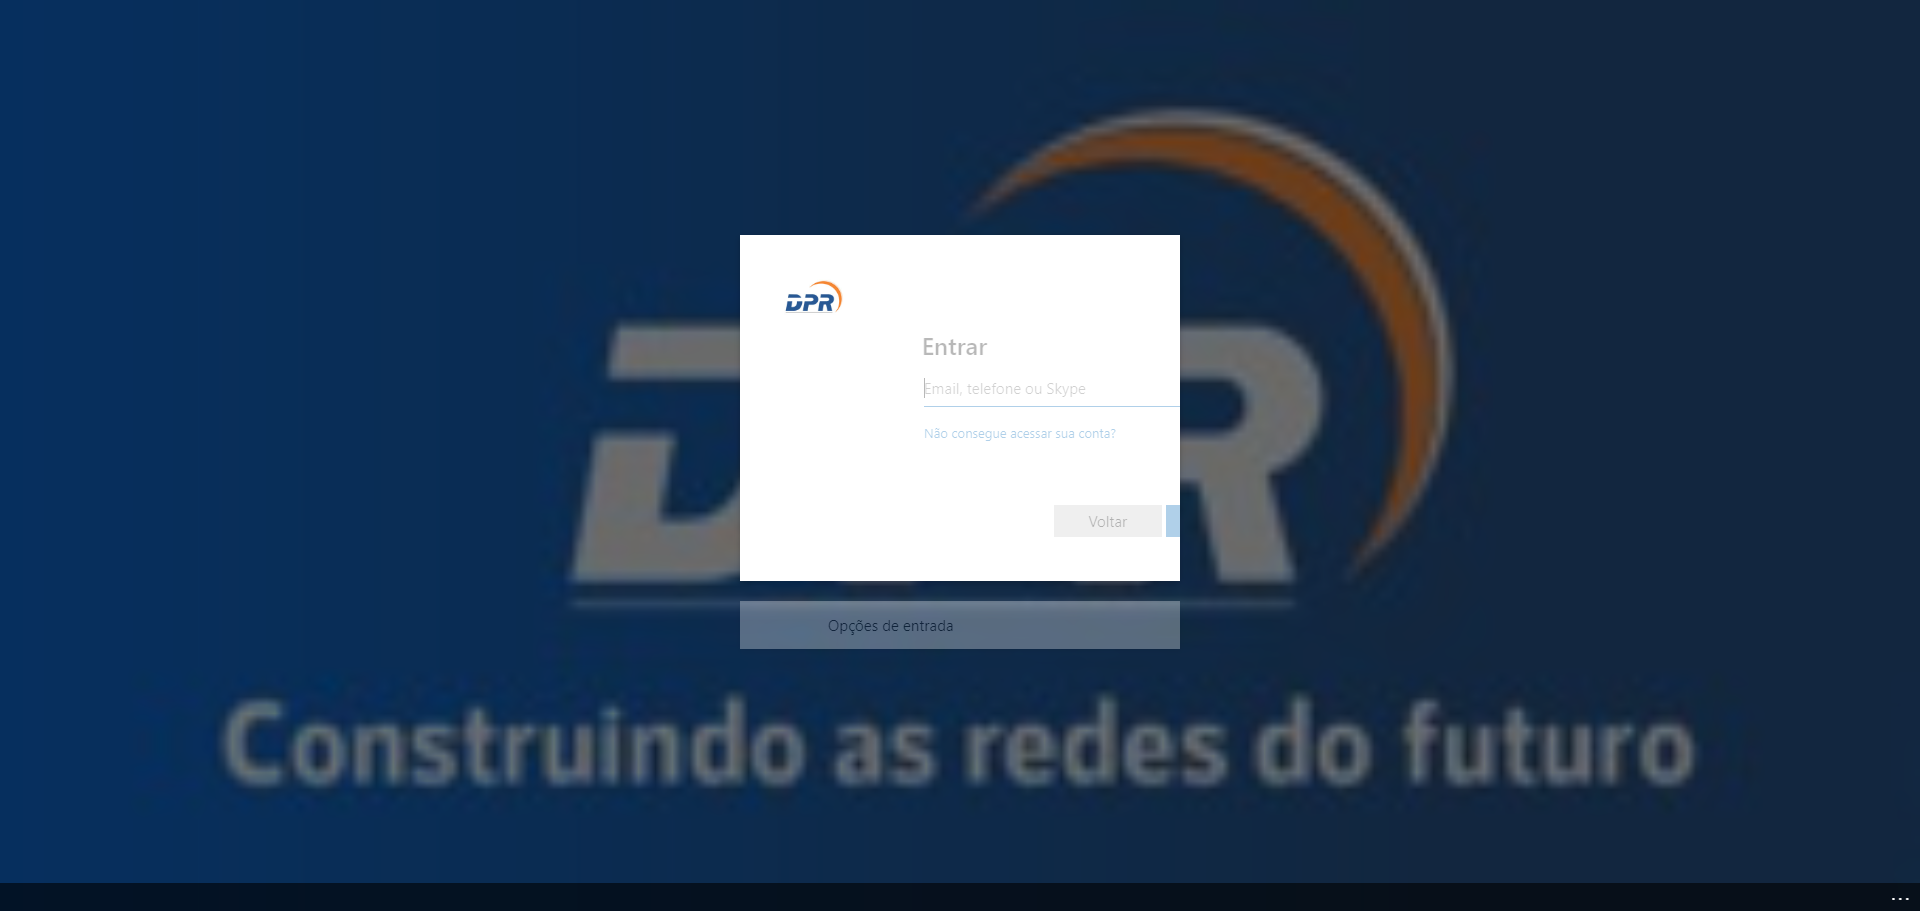 DPR
Entrar
Email, telefone ou Skype
Não consegue acessar sua conta?
Voltar
Opções de entrada
Construindo as redes do futuro
...